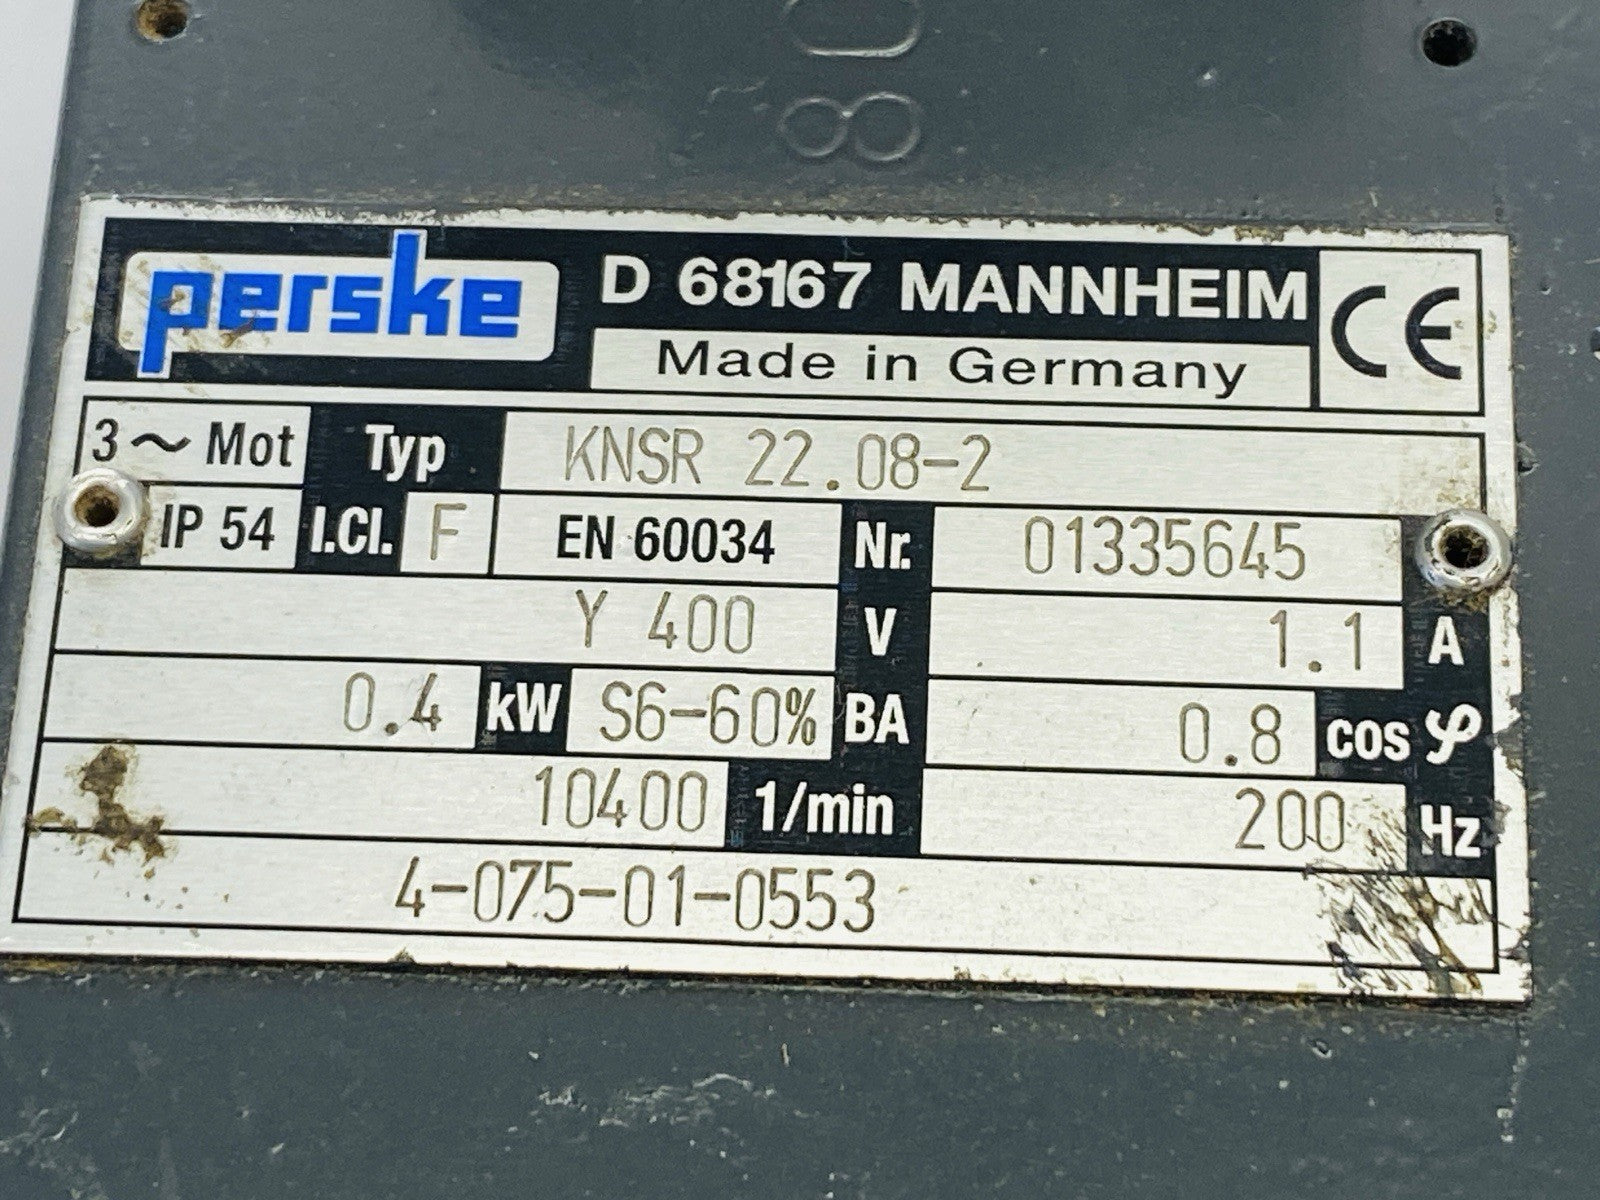 80
perske D 68167 MANNHEIM CE
Made in Germany
3 ~ Mot Typ KNSR 22.08-2
IP 54 I.Cl. F EN 60034 Nr. 01335645
Y 400 V 1.1 A
0.4 kW S6-60% BA 0.8 cos φ
10400 1/min 200 Hz
4-075-01-0553